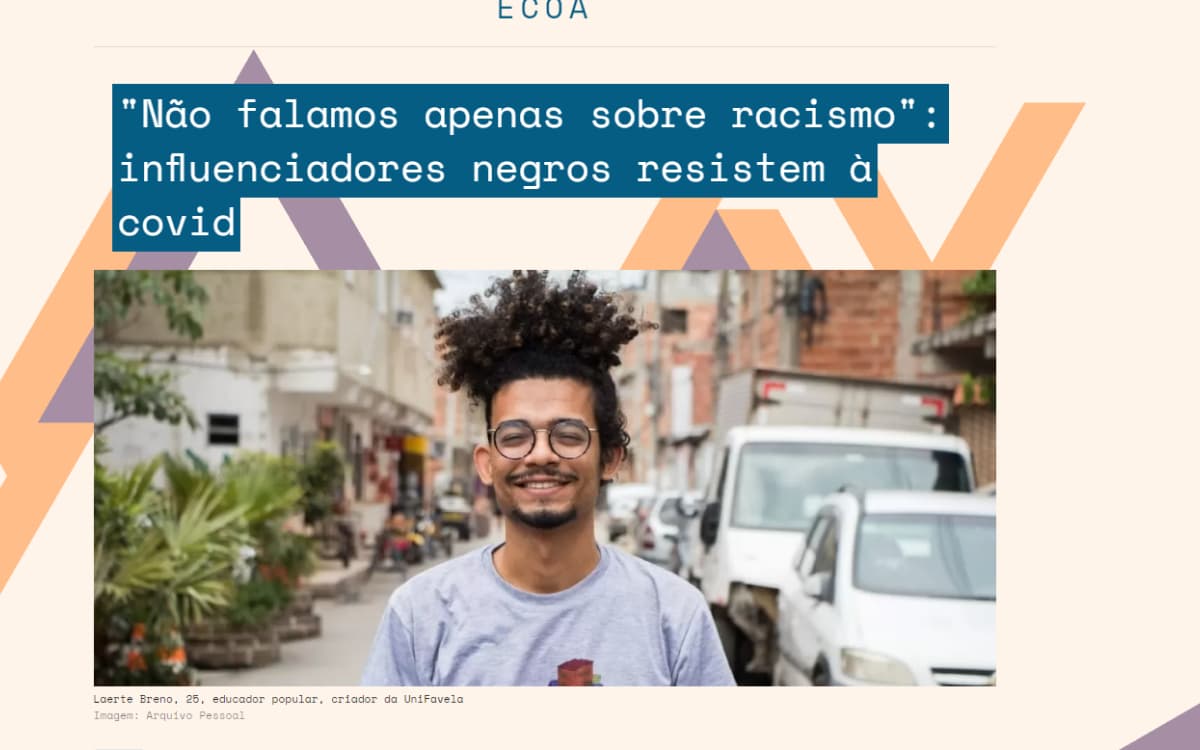 ECOA
"Não falamos apenas sobre racismo":
influenciadores negros resistem à
covid
Laerte Breno, 25, educador popular, criador da UniFavela
Imagem: Arquivo Pessoal